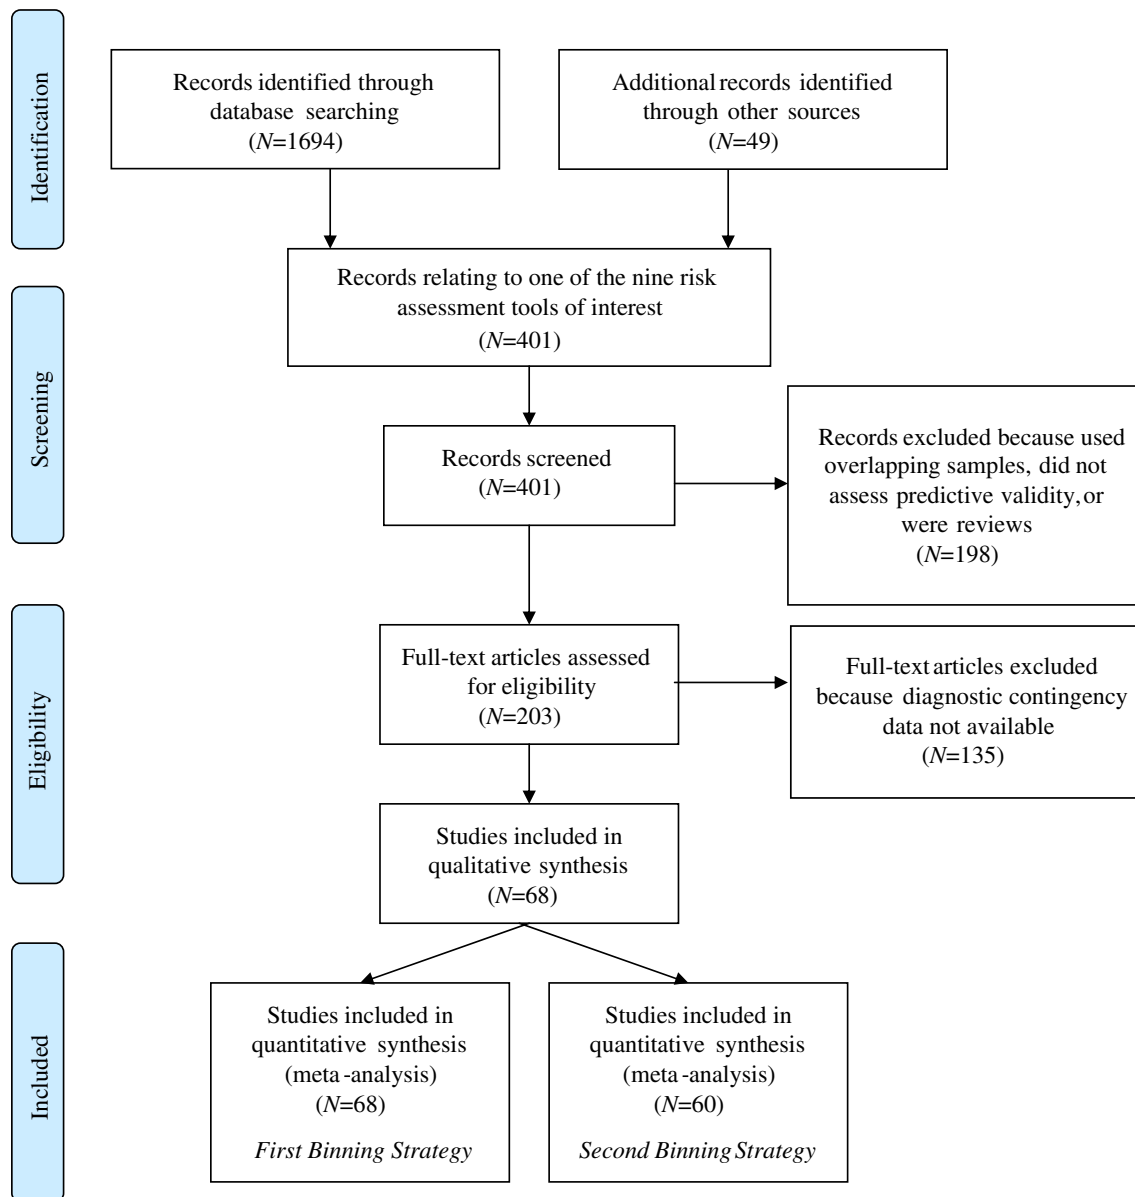 Identification
Records identified through
database searching
(N=1694)
Additional records identified
through other sources
(N=49)
Records relating to one of the nine risk
assessment tools of interest
(N=401)
Screening
Records screened
(N=401)
Records excluded because used
overlapping samples, did not
assess predictive validity, or
were reviews
(N=198)
Eligibility
Full-text articles assessed
for eligibility
(N=203)
Full-text articles excluded
because diagnostic contingency
data not available
(N=135)
Studies included in
qualitative synthesis
(N=68)
Included
Studies included in
quantitative synthesis
(meta-analysis)
(N=68)
First Binning Strategy
Studies included in
quantitative synthesis
(meta-analysis)
(N=60)
Second Binning Strategy